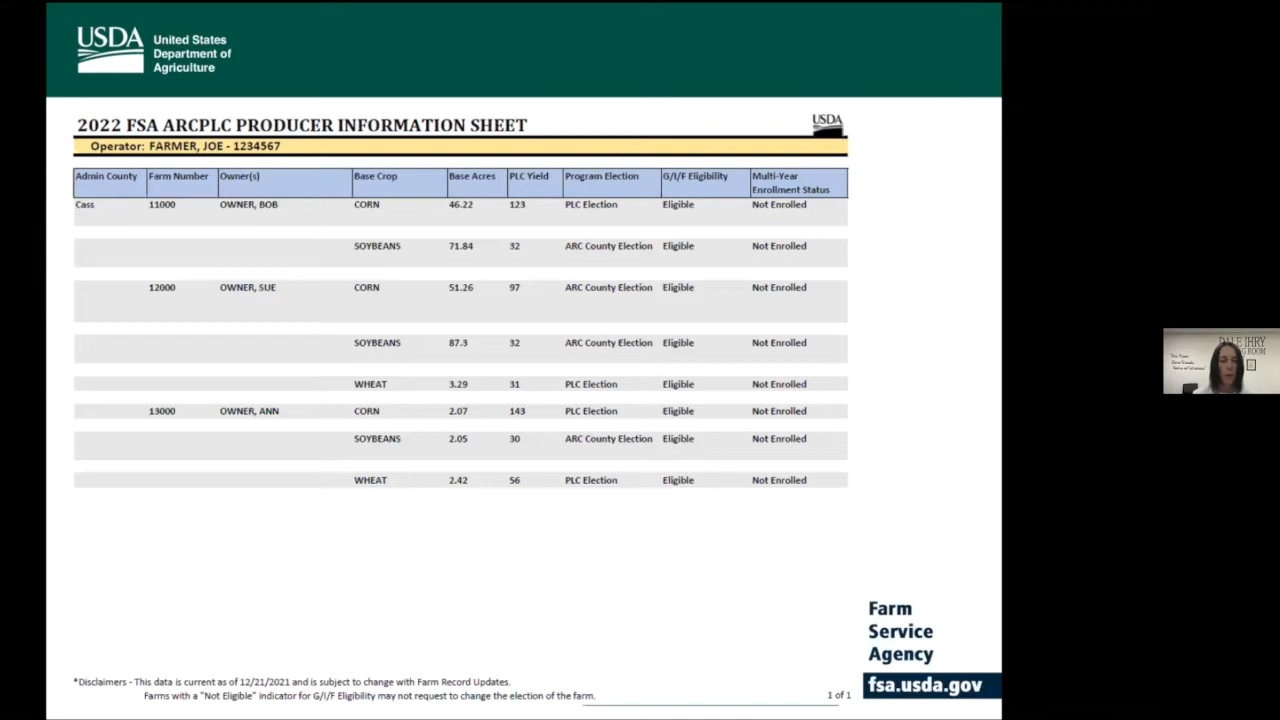 USDA
United States
Department of
Agriculture
2022 FSA ARCPLC PRODUCER INFORMATION SHEET
USDA
Operator: FARMER, JOE - 1234567
Admin County Farm Number Owner(s) Base Crop Base Acres PLC Yield Program Election G/I/F Eligibility Multi-Year Enrollment Status
Cass 11000 OWNER, BOB CORN 46.22 123 PLC Election Eligible Not Enrolled
SOYBEANS 71.84 32 ARC County Election Eligible Not Enrolled
12000 OWNER, SUE CORN 51.26 97 ARC County Election Eligible Not Enrolled
SOYBEANS 87.3 32 ARC County Election Eligible Not Enrolled
WHEAT 3.29 31 PLC Election Eligible Not Enrolled
13000 OWNER, ANN CORN 2.07 143 PLC Election Eligible Not Enrolled
SOYBEANS 2.05 30 ARC County Election Eligible Not Enrolled
WHEAT 2.42 56 PLC Election Eligible Not Enrolled
Farm
Service
Agency
fsa.usda.gov
*Disclaimers - This data is current as of 12/21/2021 and is subject to change with Farm Record Updates.
Farms with a "Not Eligible" indicator for G/I/F Eligibility may not request to change the election of the farm.
1 of 1
DALE IHRY